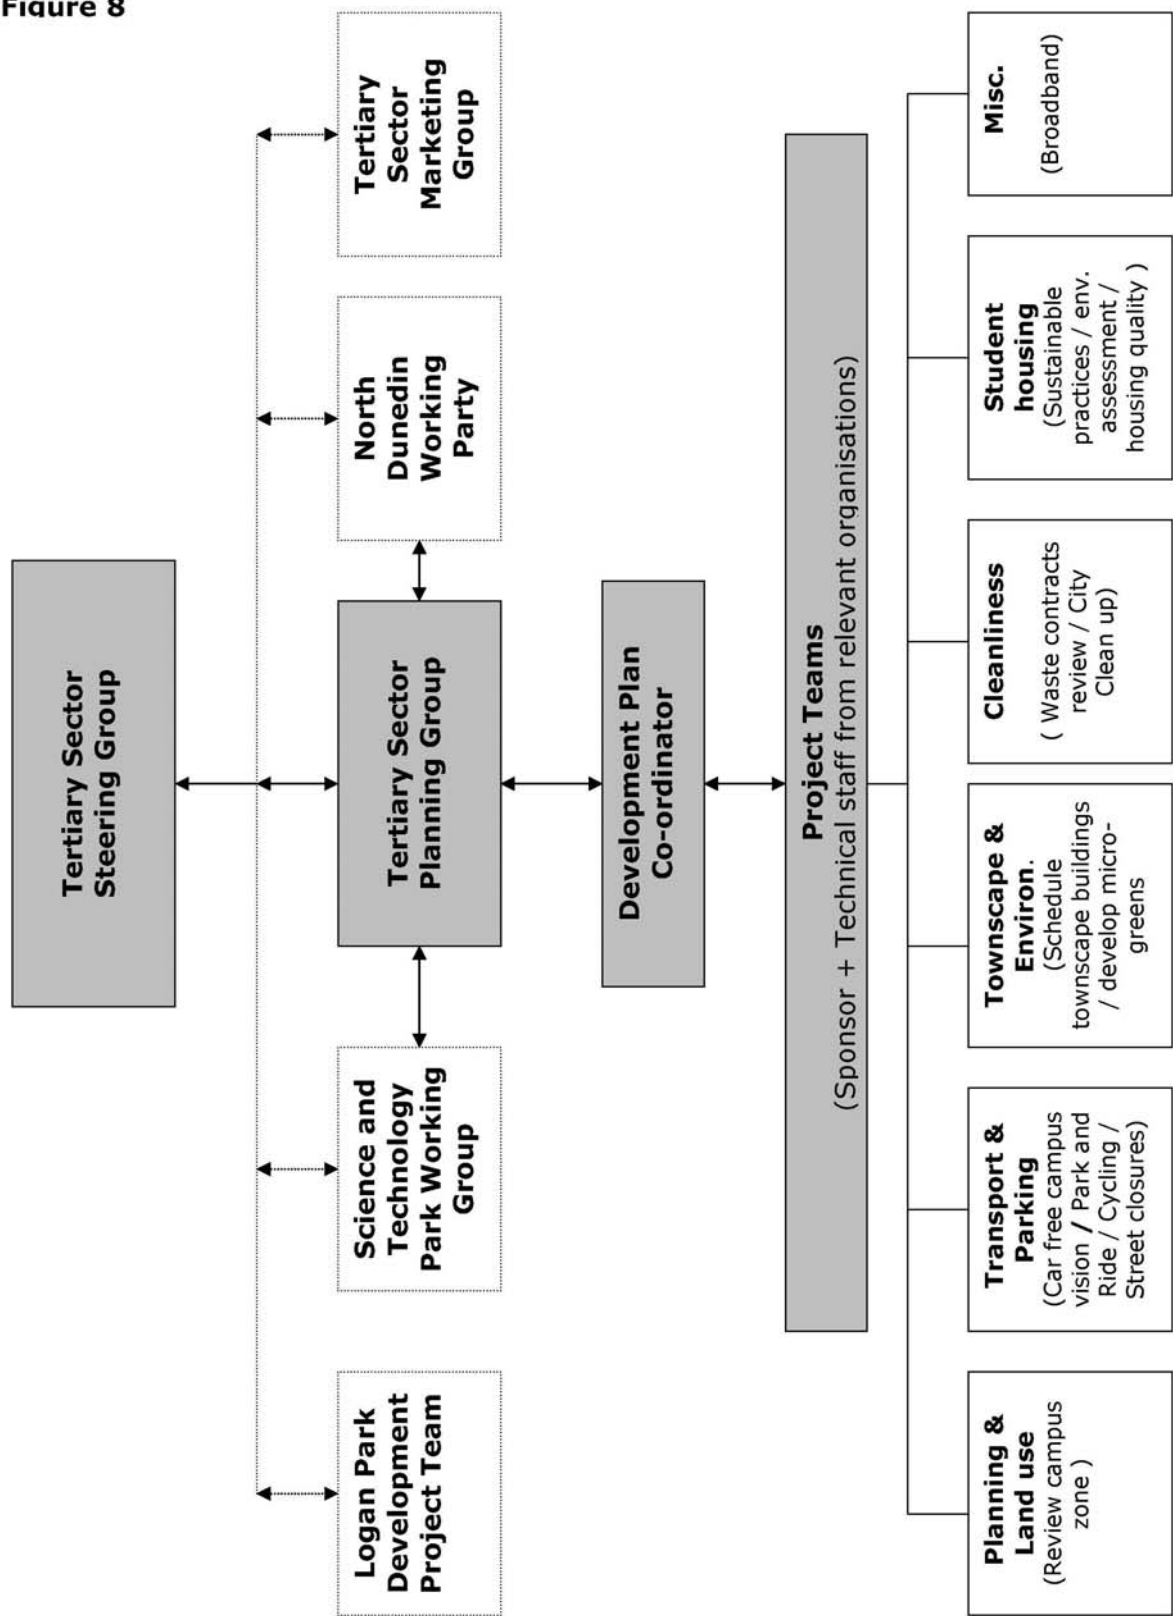 Figure 8
Tertiary Sector
Steering Group
Logan Park
Development
Project Team
Science and
Technology
Park Working
Group
Tertiary Sector
Planning Group
North
Dunedin
Working
Party
Tertiary
Sector
Marketing
Group
Development Plan
Co-ordinator
Project Teams
(Sponsor + Technical staff from relevant organisations)
Planning &
Land use
(Review campus
zone )
Transport &
Parking
(Car free campus
vision / Park and
Ride / Cycling /
Street closures)
Townscape &
Environ.
(Schedule
townscape buildings
/ develop micro-
greens
Cleanliness
( Waste contracts
review / City
Clean up)
Student
housing
(Sustainable
practices / env.
assessment /
housing quality )
Misc.
(Broadband)